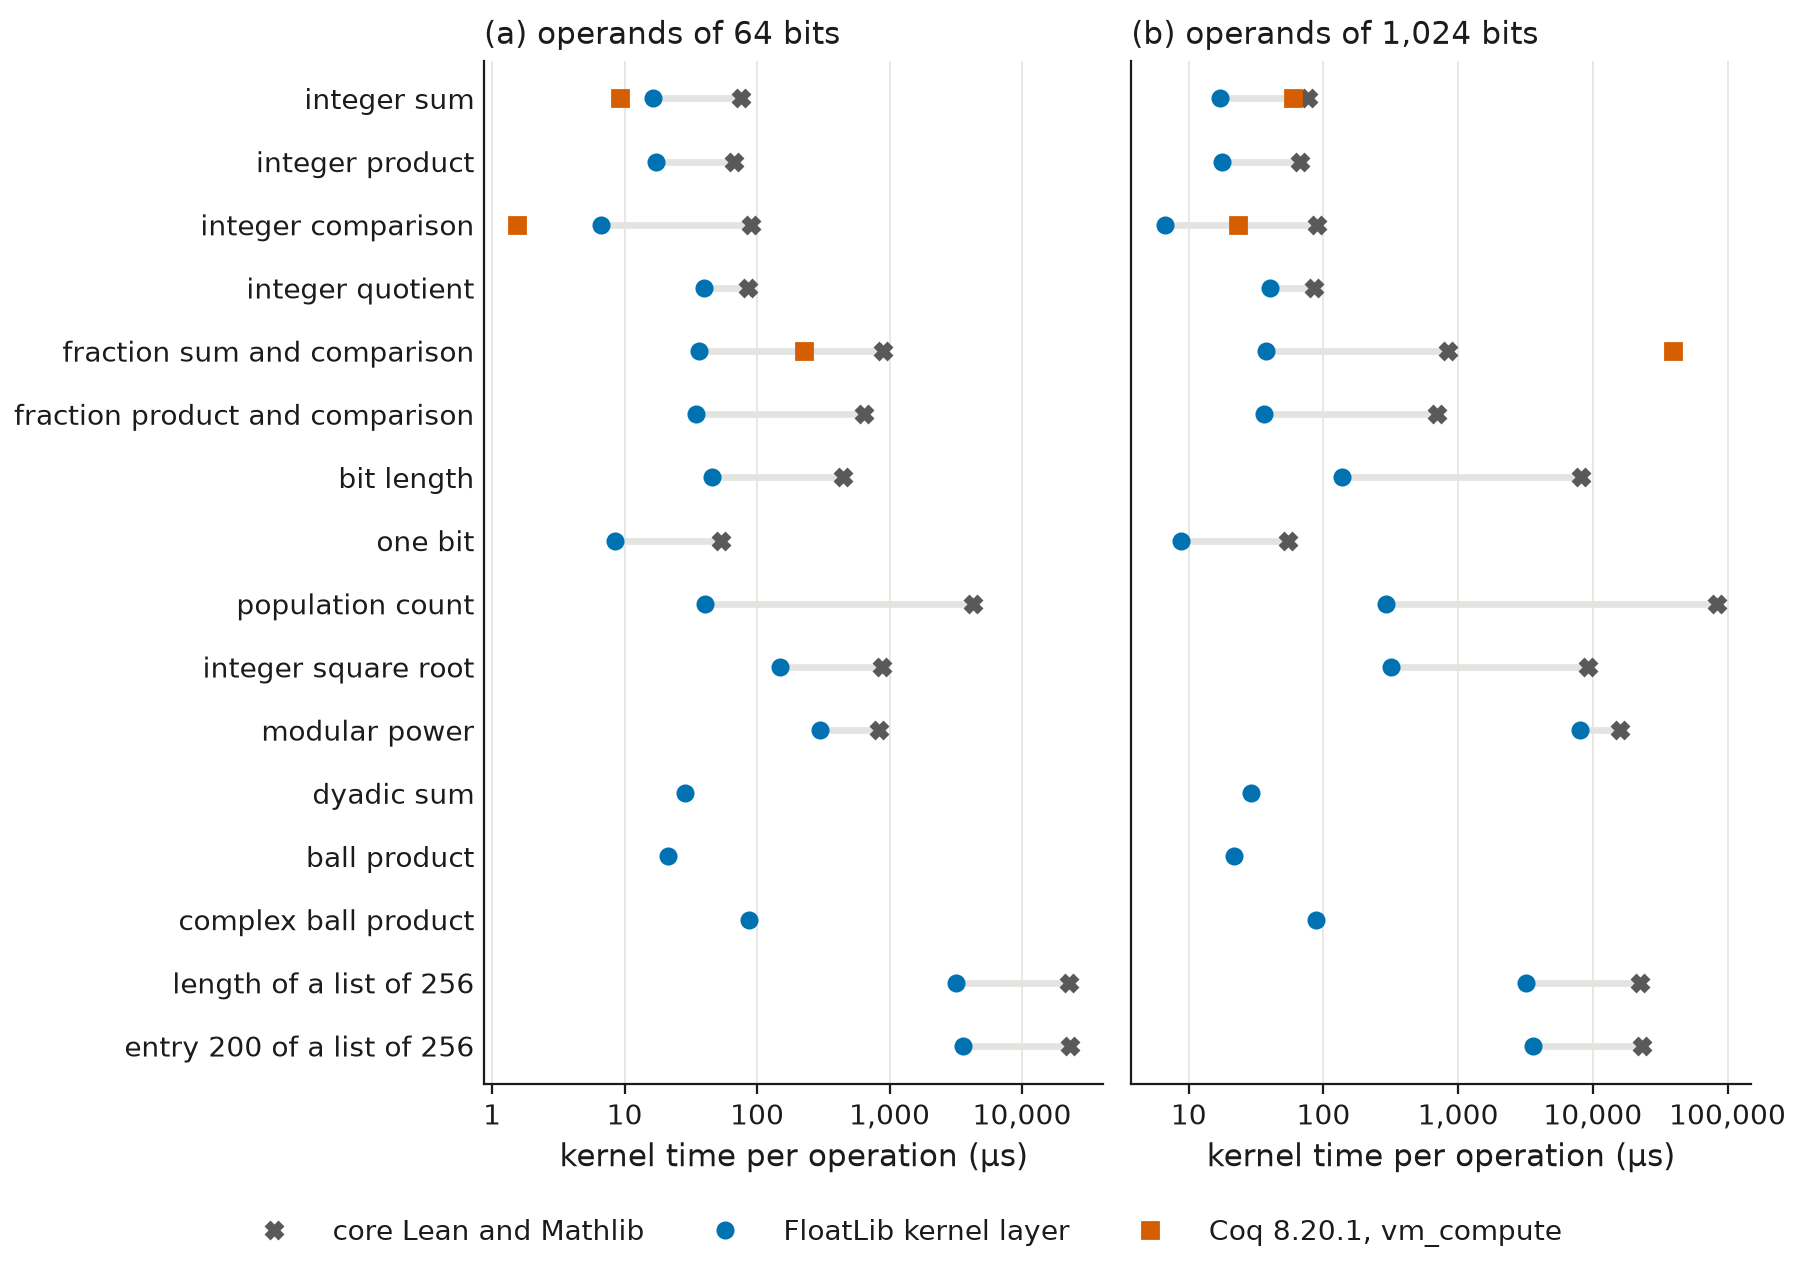 (a) operands of 64 bits
(b) operands of 1,024 bits
integer sum
integer product
integer comparison
integer quotient
fraction sum and comparison
fraction product and comparison
bit length
one bit
population count
integer square root
modular power
dyadic sum
ball product
complex ball product
length of a list of 256
entry 200 of a list of 256
1 10 100 1,000 10,000
10 100 1,000 10,000 100,000
kernel time per operation (µs)
kernel time per operation (µs)
core Lean and Mathlib FloatLib kernel layer Coq 8.20.1, vm_compute